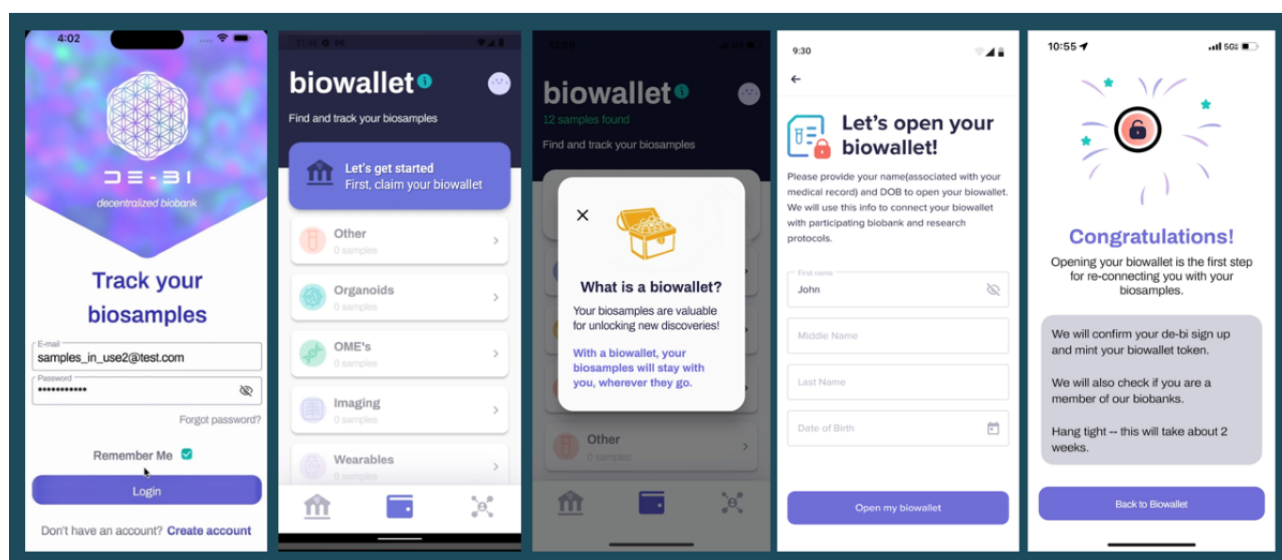 4:02
DE-BI
decentralized biobank
Track your
biosamples
E-mail
samples_in_use2@test.com
Password
•••••••••••
Forgot password?
Remember Me
Login
Don't have an account? Create account
biowallet
Find and track your biosamples
Let's get started
First, claim your biowallet
Other
0 samples
Organoids
0 samples
OME's
0 samples
Imaging
0 samples
Wearables
0 samples
biowallet
12 samples found
Find and track your biosamples
What is a biowallet?
Your biosamples are valuable
for unlocking new discoveries!
With a biowallet, your
biosamples will stay with
you, wherever they go.
Other
0 samples
9:30
Let's open your
biowallet!
Please provide your name(associated with your
medical record) and DOB to open your biowallet.
We will use this info to connect your biowallet
with participating biobank and research
protocols.
First name
John
Middle Name
Last Name
Date of Birth
Open my biowallet
10:55
5G
Congratulations!
Opening your biowallet is the first step
for re-connecting you with your
biosamples.
We will confirm your de-bi sign up
and mint your biowallet token.
We will also check if you are a
member of our biobanks.
Hang tight -- this will take about 2
weeks.
Back to Biowallet